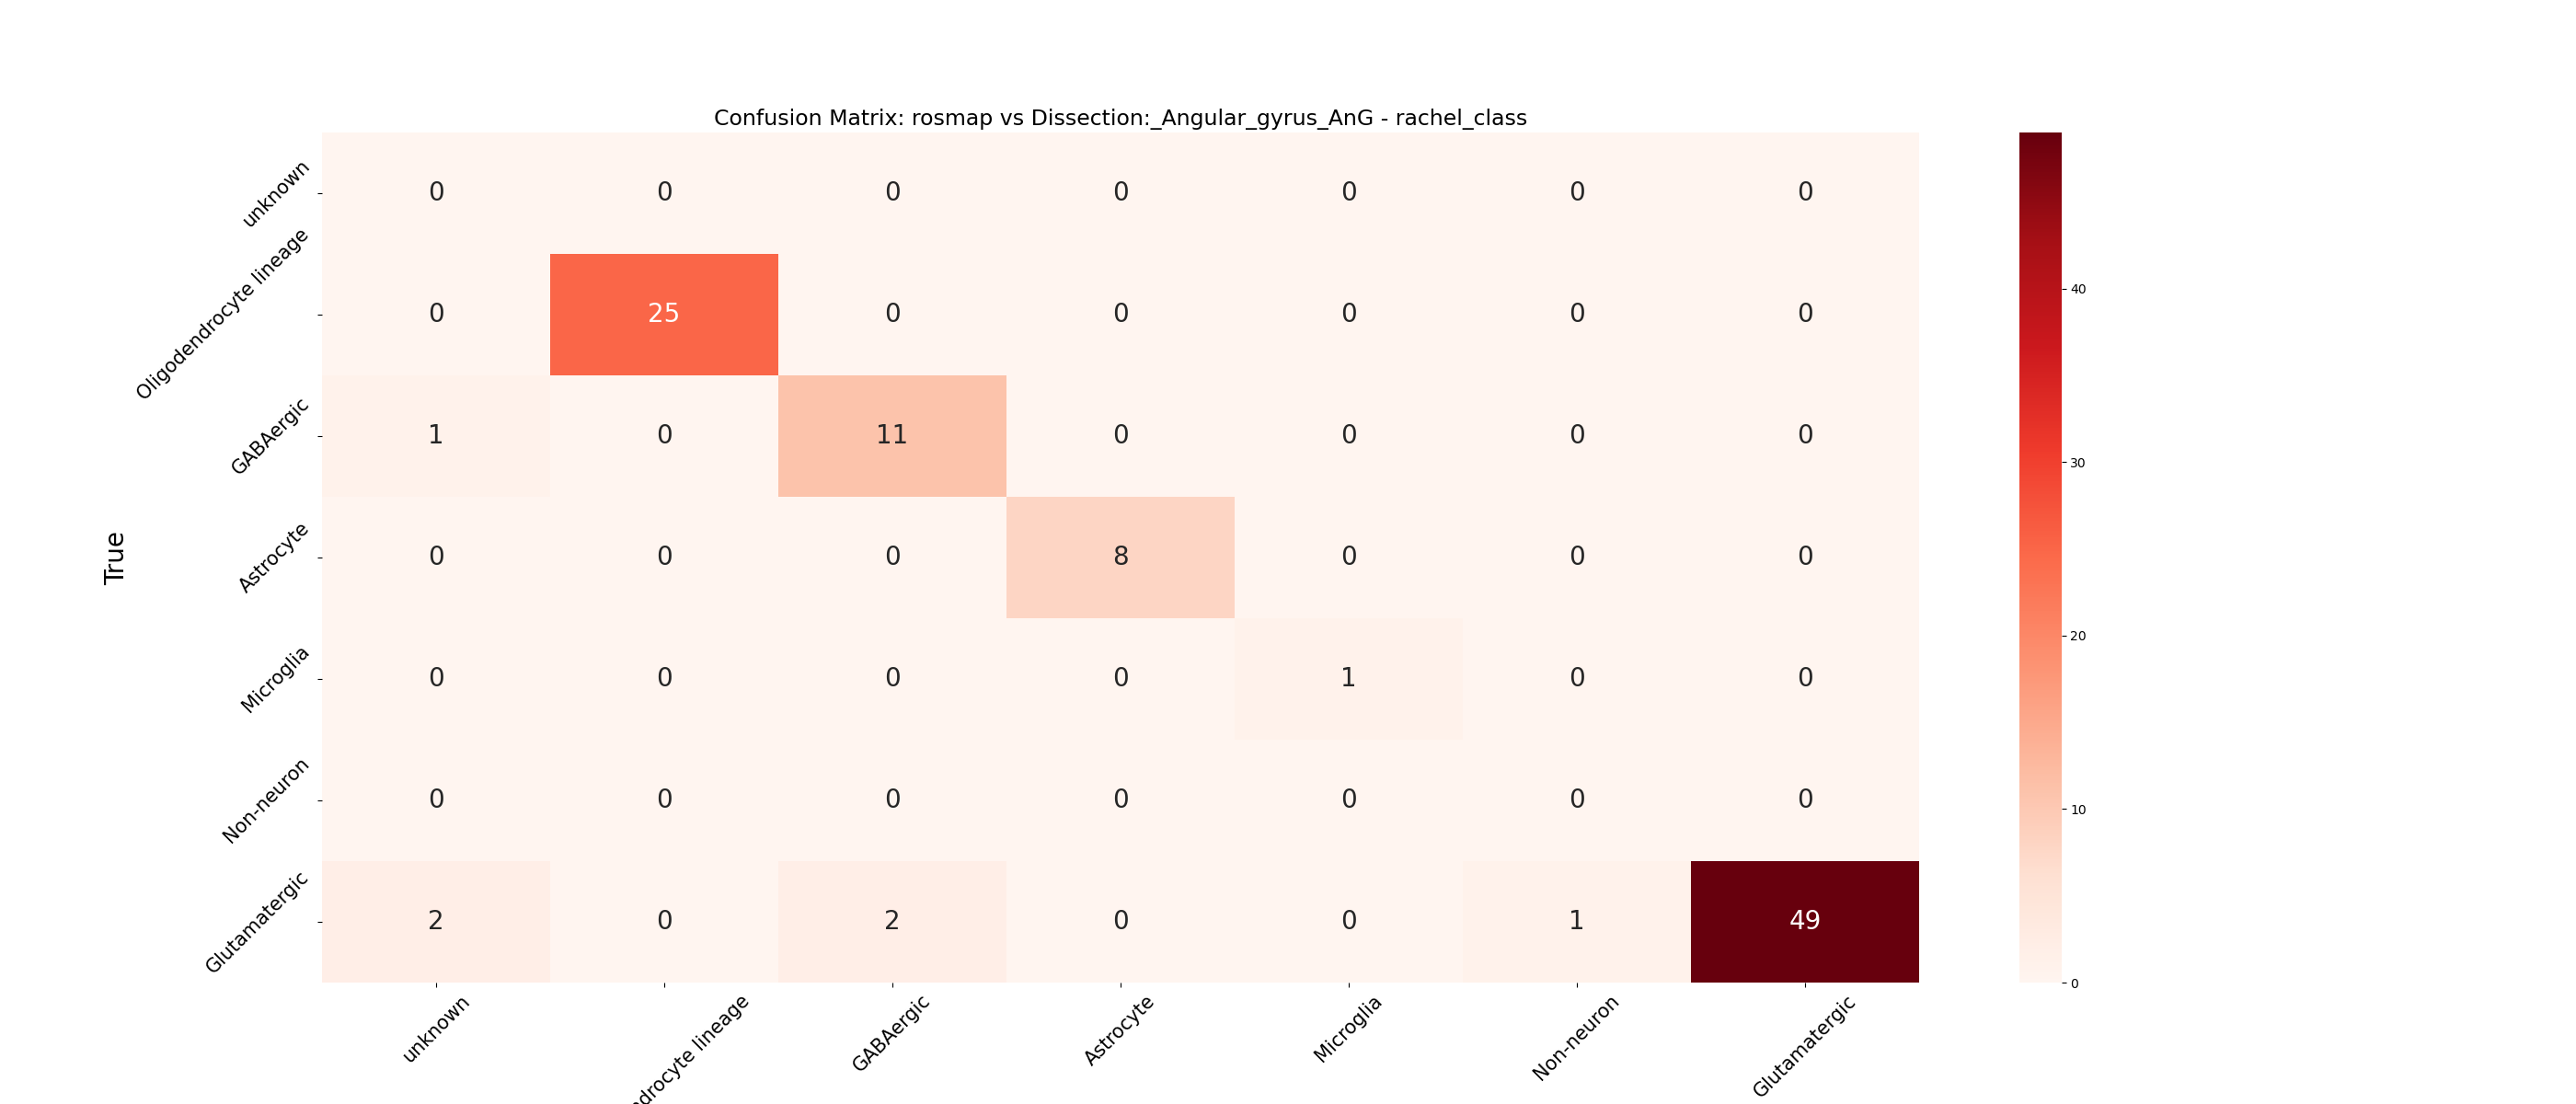 Confusion Matrix: rosmap vs Dissection:_Angular_gyrus_AnG - rachel_class
True
unknown 0 0 0 0 0 0 0
Oligodendrocyte lineage 0 25 0 0 0 0 0
GABAergic 1 0 11 0 0 0 0
Astrocyte 0 0 0 8 0 0 0
Microglia 0 0 0 0 1 0 0
Non-neuron 0 0 0 0 0 0 0
Glutamatergic 2 0 2 0 0 1 49
unknown lineage GABAergic Astrocyte Microglia Non-neuron Glutamatergic
40
30
20
10
0